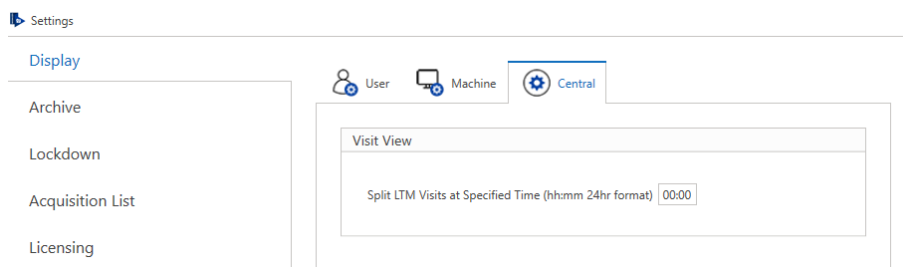 Settings
Display
Archive
Lockdown
Acquisition List
Licensing
User
Machine
Central
Visit View
Split LTM Visits at Specified Time (hh:mm 24hr format) 00:00